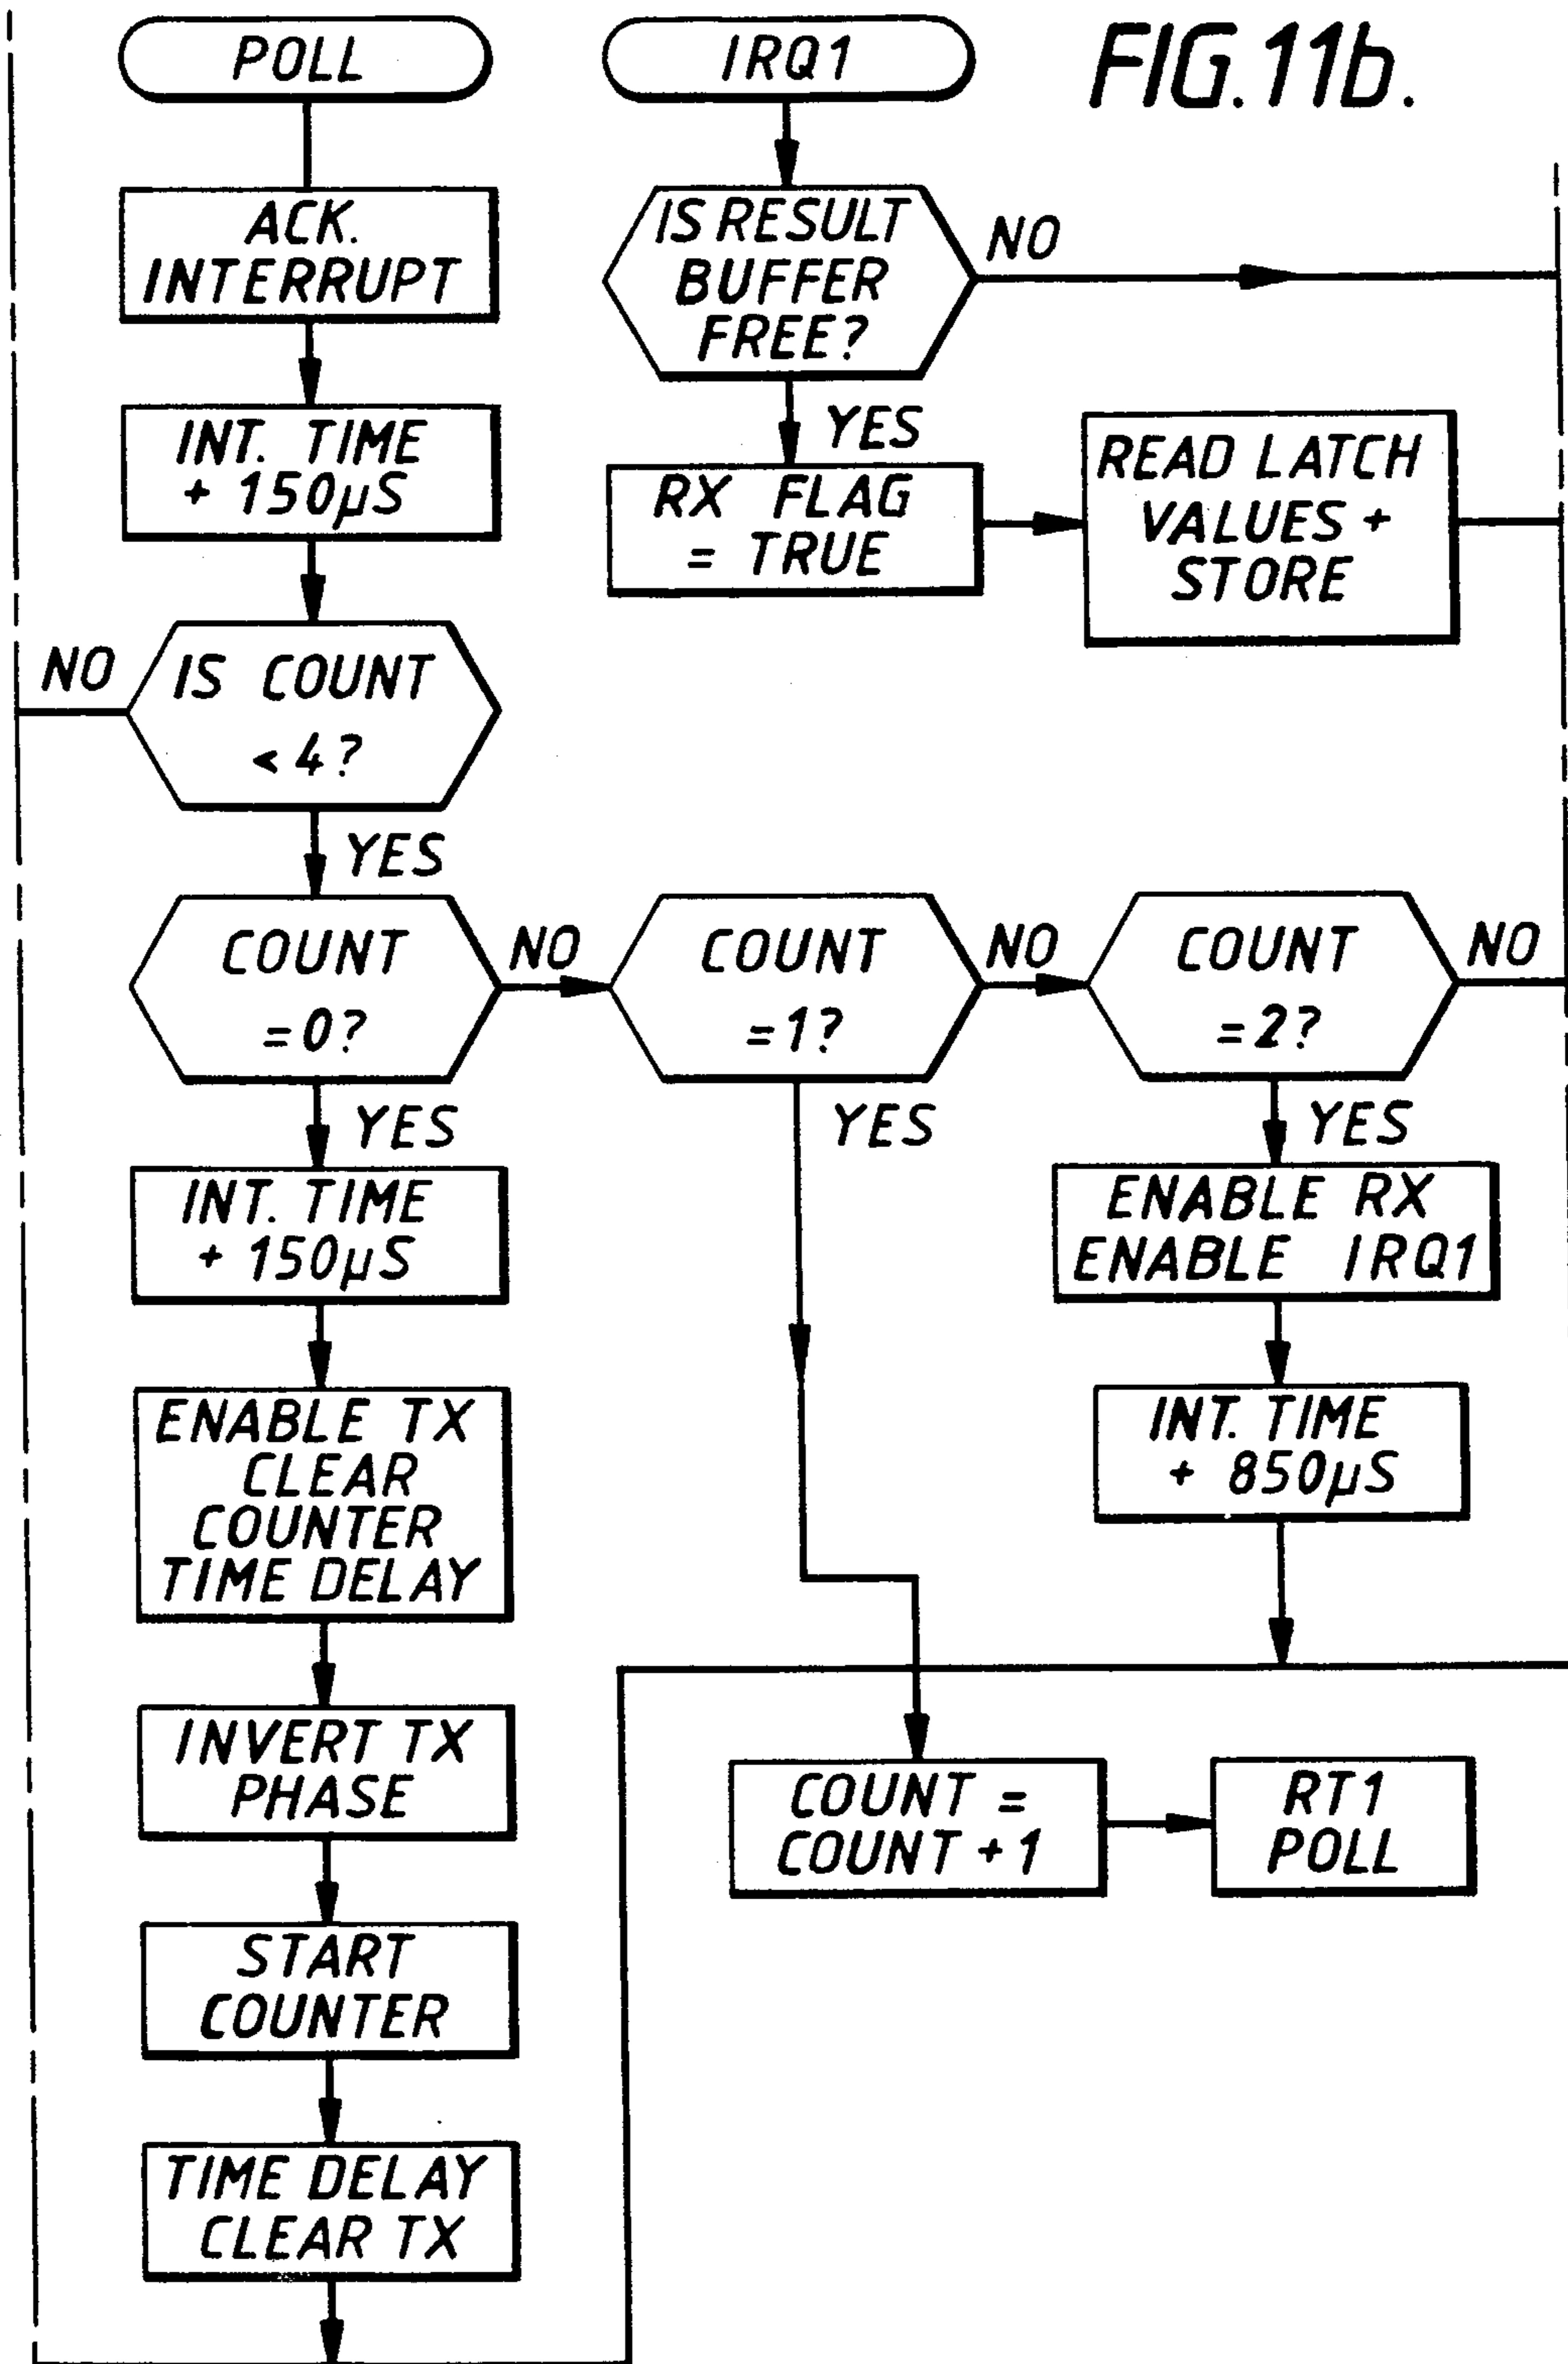 POLL
IRQ1
FIG.11b.
ACK.
INTERRUPT
INT. TIME
+ 150µS
IS COUNT
< 4?
NO
YES
IS RESULT
BUFFER
FREE?
NO
YES
RX FLAG
= TRUE
READ LATCH
VALUES +
STORE
COUNT
=0?
NO
YES
COUNT
=1?
NO
YES
COUNT
=2?
NO
YES
INT. TIME
+ 150µS
ENABLE TX
CLEAR
COUNTER
TIME DELAY
INVERT TX
PHASE
START
COUNTER
TIME DELAY
CLEAR TX
ENABLE RX
ENABLE IRQ1
INT. TIME
+ 850µS
COUNT =
COUNT +1
RT1
POLL